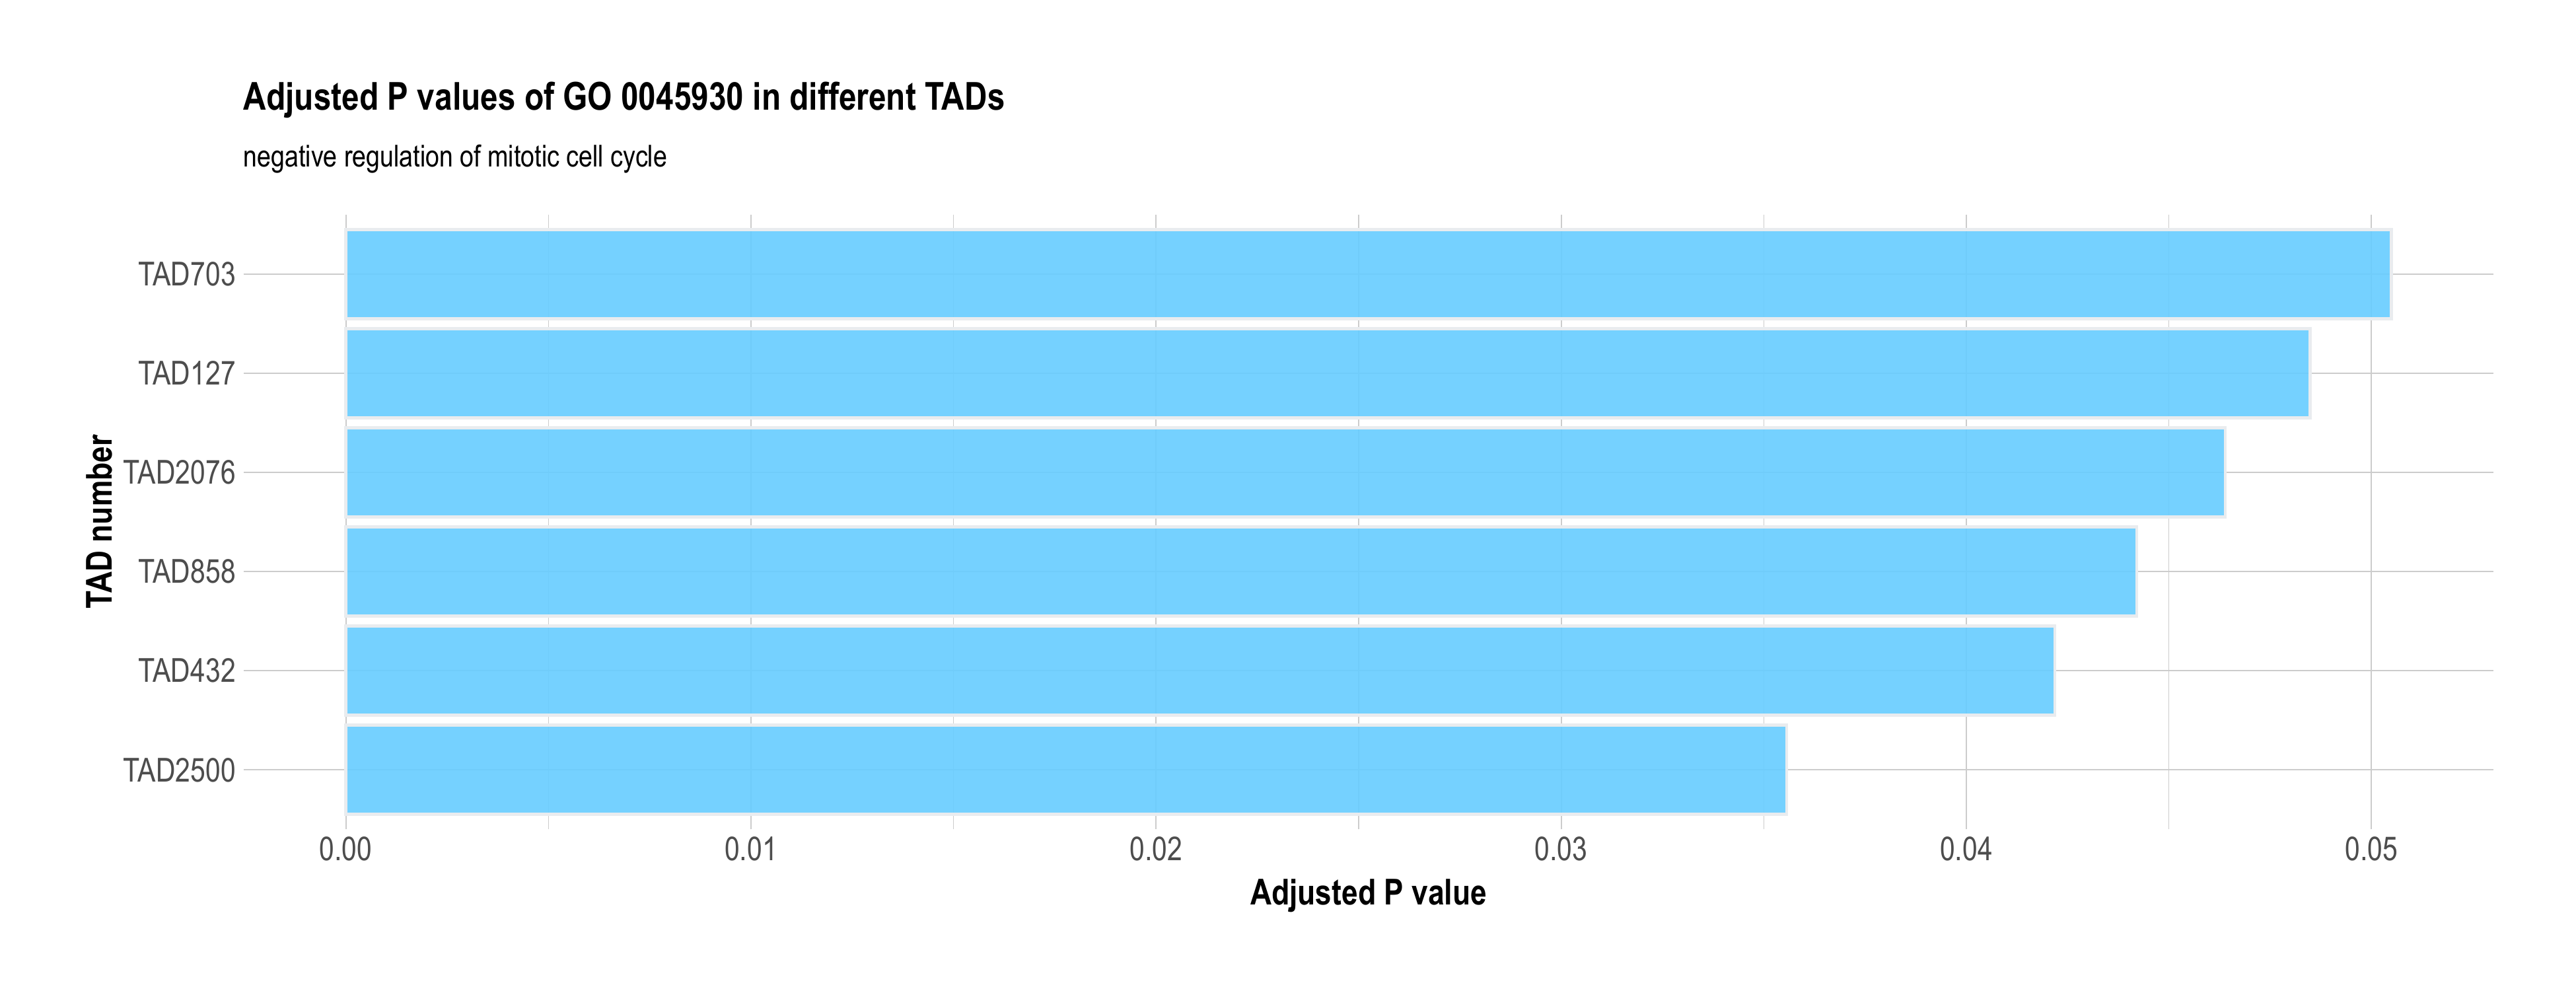 Adjusted P values of GO 0045930 in different TADs
negative regulation of mitotic cell cycle
TAD number
TAD703
TAD127
TAD2076
TAD858
TAD432
TAD2500
0.00 0.01 0.02 0.03 0.04 0.05
Adjusted P value